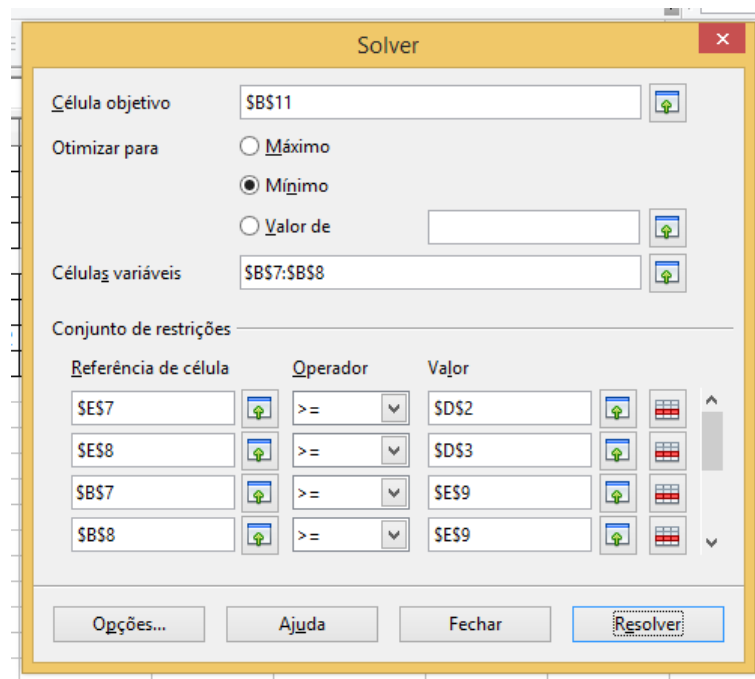 Solver
Célula objetivo $B$11
Otimizar para Máximo
Mínimo
Valor de
Células variáveis $B$7:$B$8
Conjunto de restrições
Referência de célula Operador Valor
$E$7 >= $D$2
$E$8 >= $D$3
$B$7 >= $E$9
$B$8 >= $E$9
Opções... Ajuda Fechar Resolver